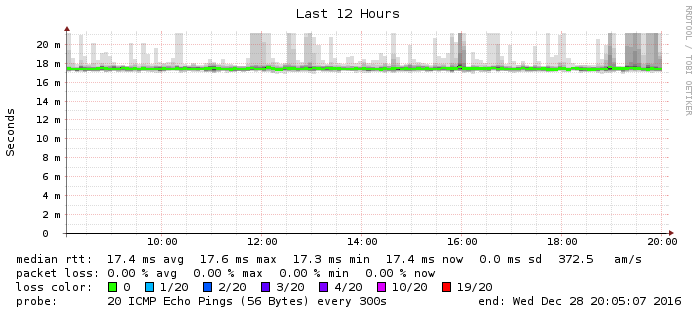 Last 12 Hours
RRDTOOL / TOBI OETIKER
Seconds
20 m
18 m
16 m
14 m
12 m
10 m
8 m
6 m
4 m
2 m
0
10:00 12:00 14:00 16:00 18:00 20:00
median rtt: 17.4 ms avg 17.6 ms max 17.3 ms min 17.4 ms now 0.0 ms sd 372.5 am/s
packet loss: 0.00 % avg 0.00 % max 0.00 % min 0.00 % now
loss color: 0 1/20 2/20 3/20 4/20 10/20 19/20
probe: 20 ICMP Echo Pings (56 Bytes) every 300s end: Wed Dec 28 20:05:07 2016